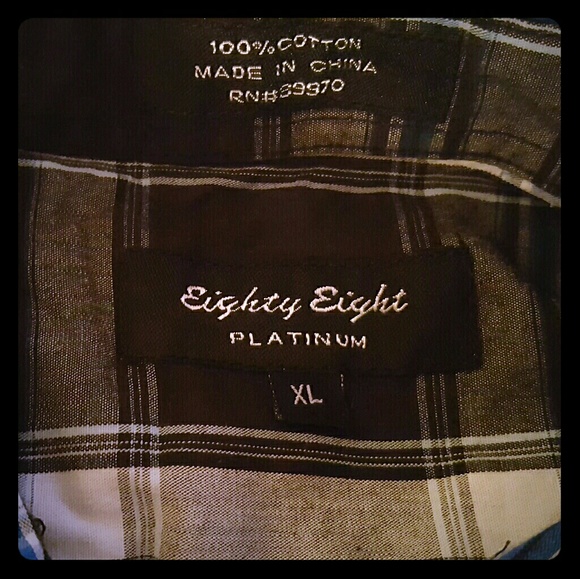 100% COTTON
MADE IN CHINA
RN#89970
Eighty Eight
PLATINUM
XL